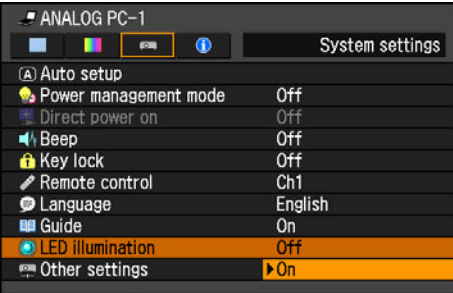 ANALOG PC-1
System settings
A Auto setup
Power management mode Off
Direct power on Off
Beep Off
Key lock Off
Remote control Ch1
Language English
Guide On
LED illumination Off
Other settings On